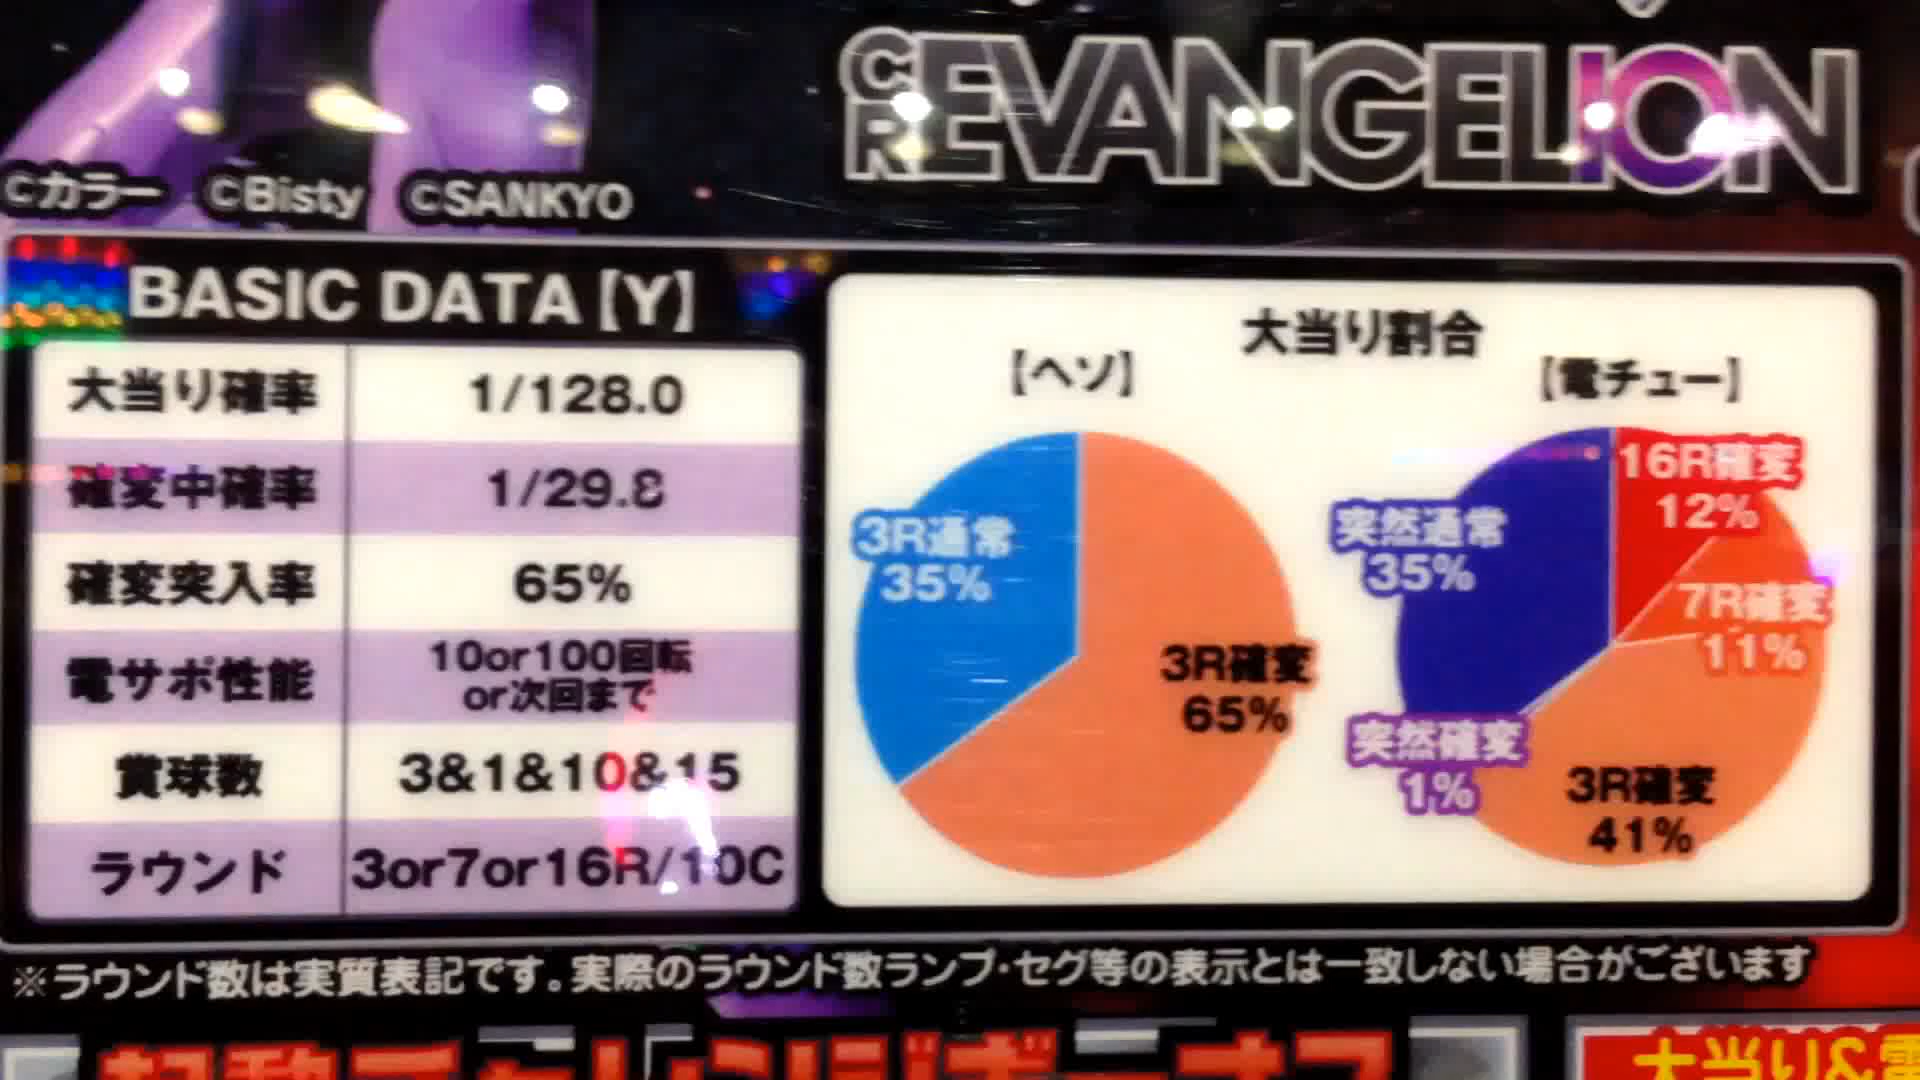 CR EVANGELION
©カラー ©Bisty ©SANKYO
BASIC DATA【Y】
大当り確率 1/128.0
確変中確率 1/29.8
確変突入率 65%
電サポ性能 10or100回転
or次回まで
賞球数 3&1&10&15
ラウンド 3or7or16R/10C
大当り割合
【ヘソ】
3R通常
35%
3R確変
65%
【電チュー】
16R確変
12%
7R確変
11%
突然通常
35%
突然確変
1%
3R確変
41%
※ラウンド数は実質表記です。実際のラウンド数ランプ・セグ等の表示とは一致しない場合がございます
大当り&電